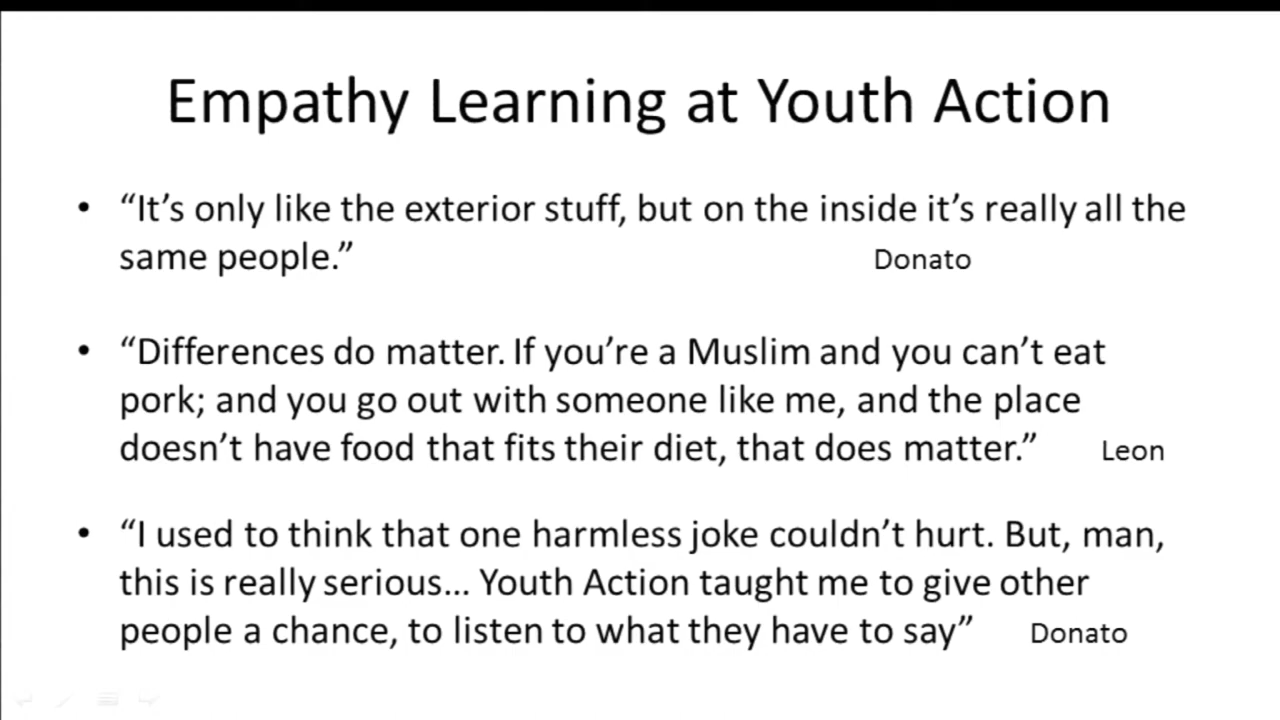 Empathy Learning at Youth Action
• “It’s only like the exterior stuff, but on the inside it’s really all the
same people.” Donato
• “Differences do matter. If you’re a Muslim and you can’t eat
pork; and you go out with someone like me, and the place
doesn’t have food that fits their diet, that does matter.” Leon
• “I used to think that one harmless joke couldn’t hurt. But, man,
this is really serious… Youth Action taught me to give other
people a chance, to listen to what they have to say” Donato